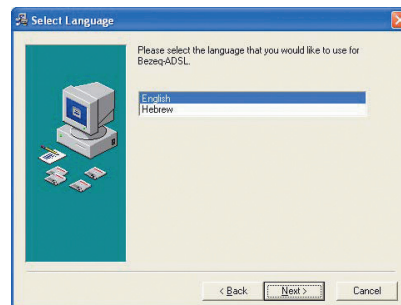 Select Language
Please select the language that you would like to use for
Bezeq-ADSL.
English
Hebrew
< Back
Next >
Cancel